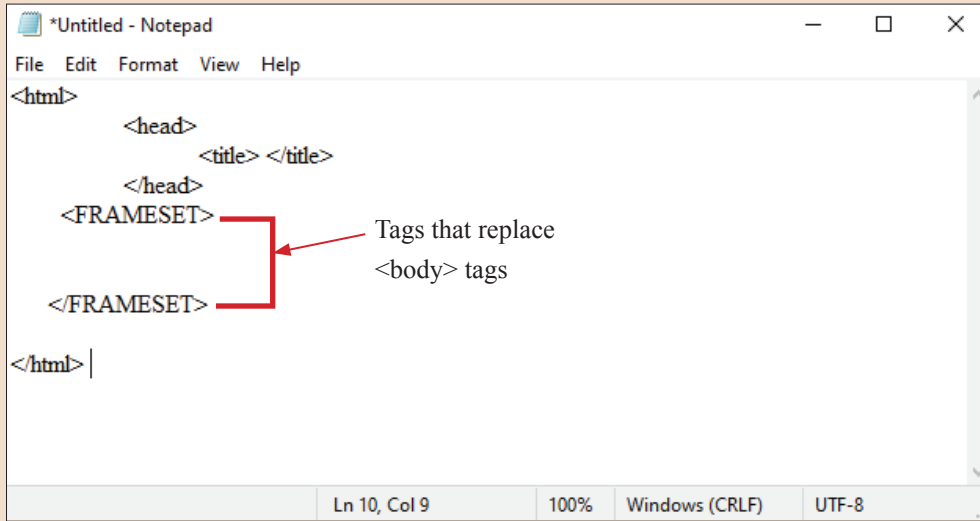 *Untitled - Notepad
File Edit Format View Help
<html>
<head>
<title> </title>
</head>
<FRAMESET>
Tags that replace
<body> tags
</FRAMESET>
</html>
Ln 10, Col 9 100% Windows (CRLF) UTF-8